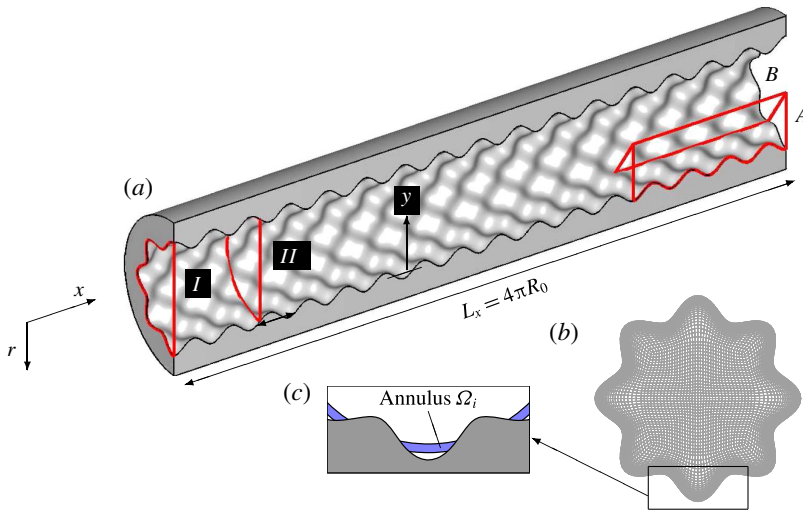 B
A
(a)
y
II
I
x
r
Lx = 4πR0
(b)
(c)
Annulus Ωi